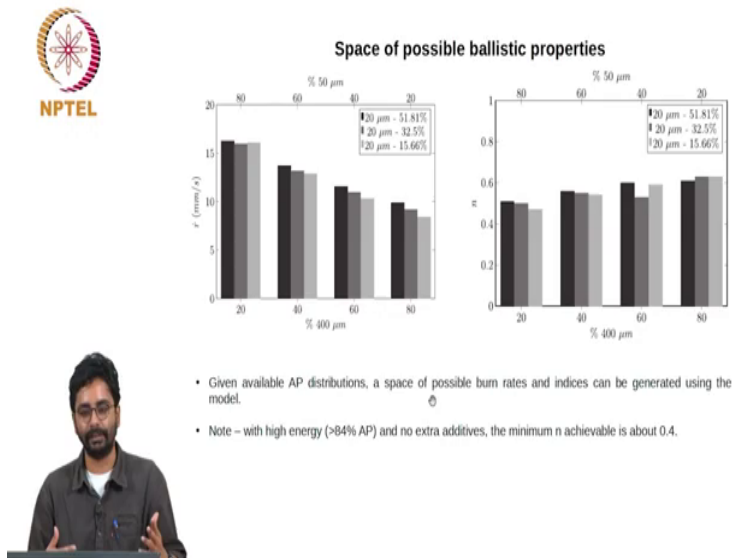 Space of possible ballistic properties
NPTEL
% 50 μm
80 60 40 20
20
15
10
5
0
ṙ (mm/s)
20 μm - 51.81%
20 μm - 32.5%
20 μm - 15.66%
20 40 60 80
% 400 μm
% 50 μm
80 60 40 20
1
0.8
0.6
0.4
0.2
0
n
20 μm - 51.81%
20 μm - 32.5%
20 μm - 15.66%
20 40 60 80
% 400 μm
• Given available AP distributions, a space of possible burn rates and indices can be generated using the
model.
• Note – with high energy (>84% AP) and no extra additives, the minimum n achievable is about 0.4.